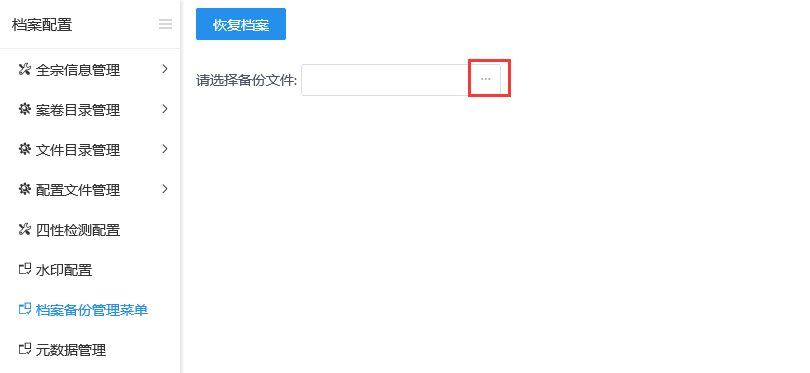 档案配置
全宗信息管理
案卷目录管理
文件目录管理
配置文件管理
四性检测配置
水印配置
档案备份管理菜单
元数据管理
恢复档案
请选择备份文件:
...